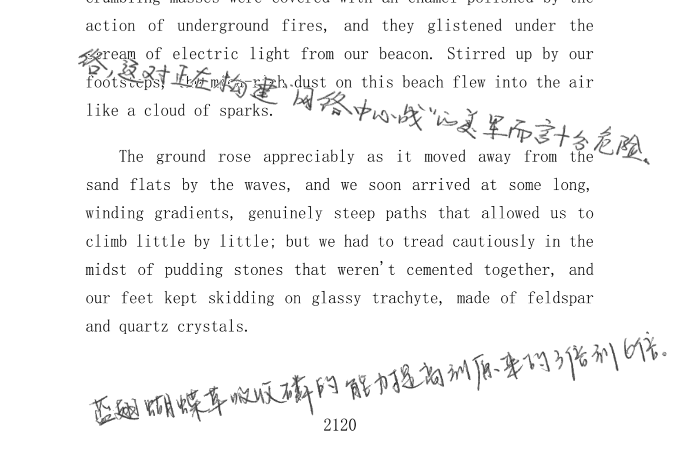 crumbling masses were covered with an enamel polished by the
action of underground fires, and they glistened under the
stream of electric light from our beacon. Stirred up by our
footsteps, the mica-rich dust on this beach flew into the air
like a cloud of sparks.
络,这对正在构建"网络中心战"的美军而言十分危险、
The ground rose appreciably as it moved away from the
sand flats by the waves, and we soon arrived at some long,
winding gradients, genuinely steep paths that allowed us to
climb little by little; but we had to tread cautiously in the
midst of pudding stones that weren't cemented together, and
our feet kept skidding on glassy trachyte, made of feldspar
and quartz crystals.
蓝翅蝴蝶草吸收磷的能力提高到原来的3倍到6倍。
2120